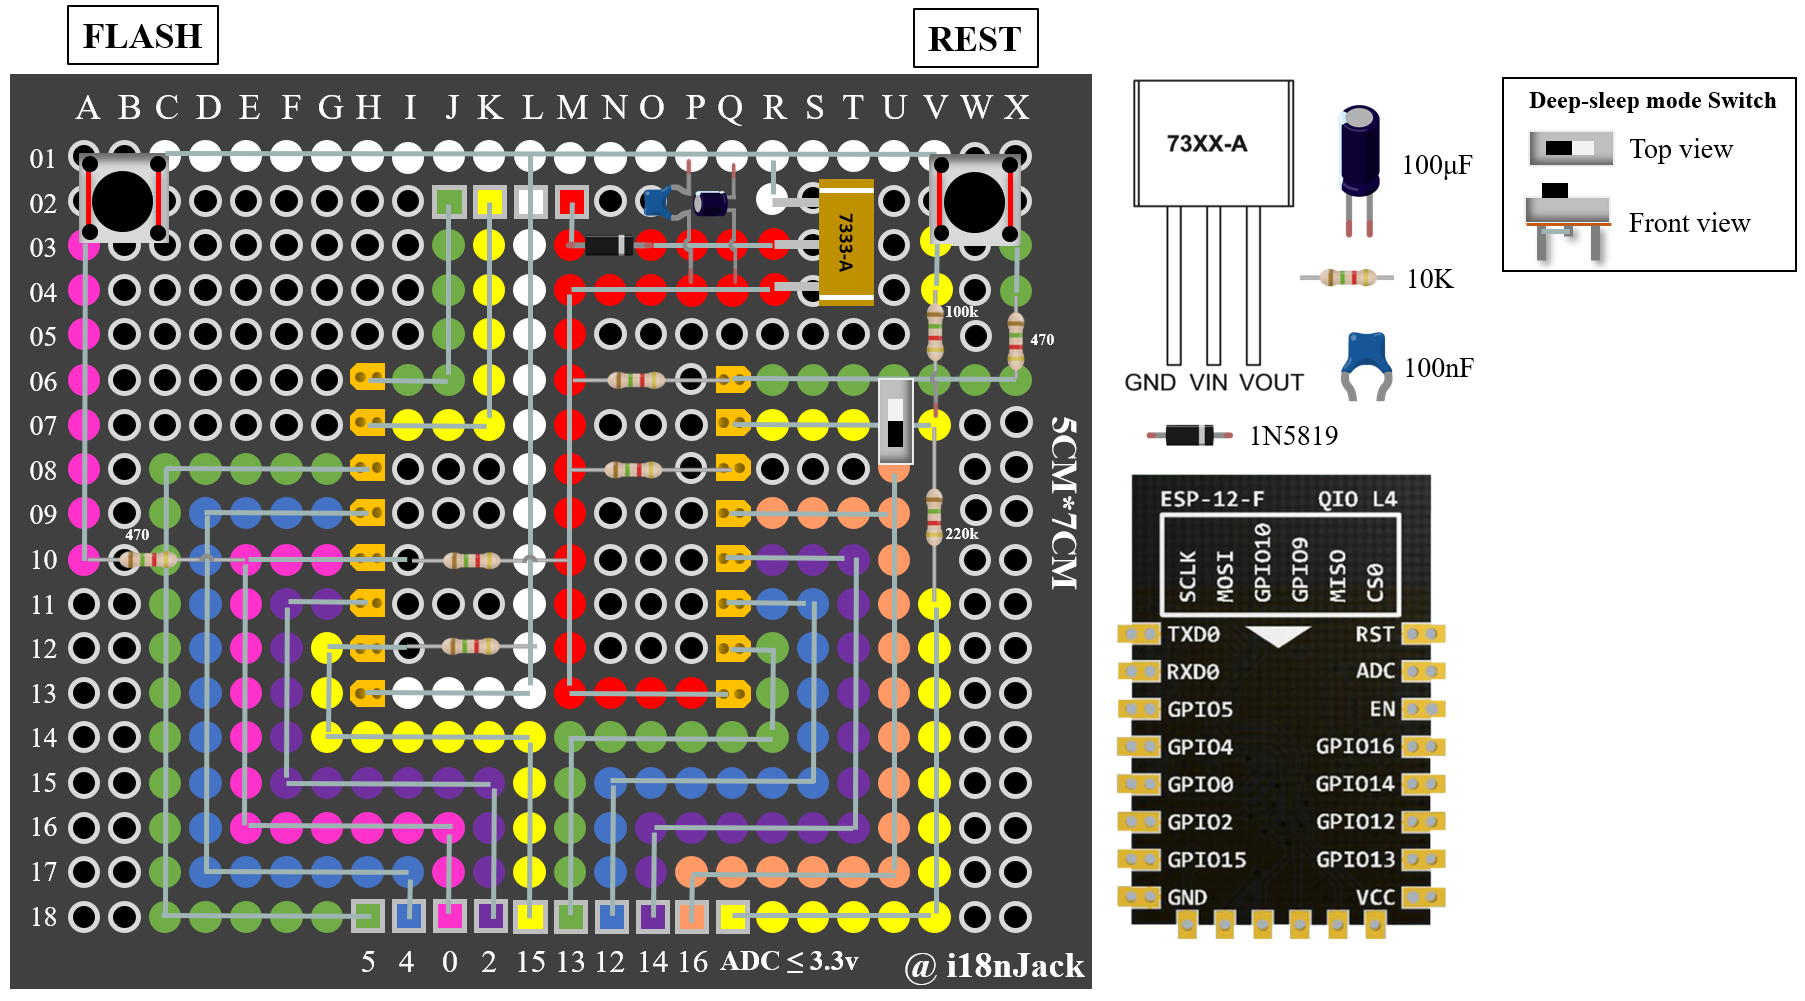 FLASH
REST
A B C D E F G H I J K L M N O P Q R S T U V W X
01
02
03
04
05
06
07
08
09
10
11
12
13
14
15
16
17
18
7333-A
100k
470
470
220k
5CM*7CM
5 4 0 2 15 13 12 14 16 ADC ≤ 3.3v
@ i18nJack
73XX-A
GND VIN VOUT
100μF
10K
100nF
1N5819
Deep-sleep mode Switch
Top view
Front view
ESP-12-F QIO L4
SCLK MOSI GPIO10 GPIO9 MISO CS0
TXD0 RST
RXD0 ADC
GPIO5 EN
GPIO4 GPIO16
GPIO0 GPIO14
GPIO2 GPIO12
GPIO15 GPIO13
GND VCC